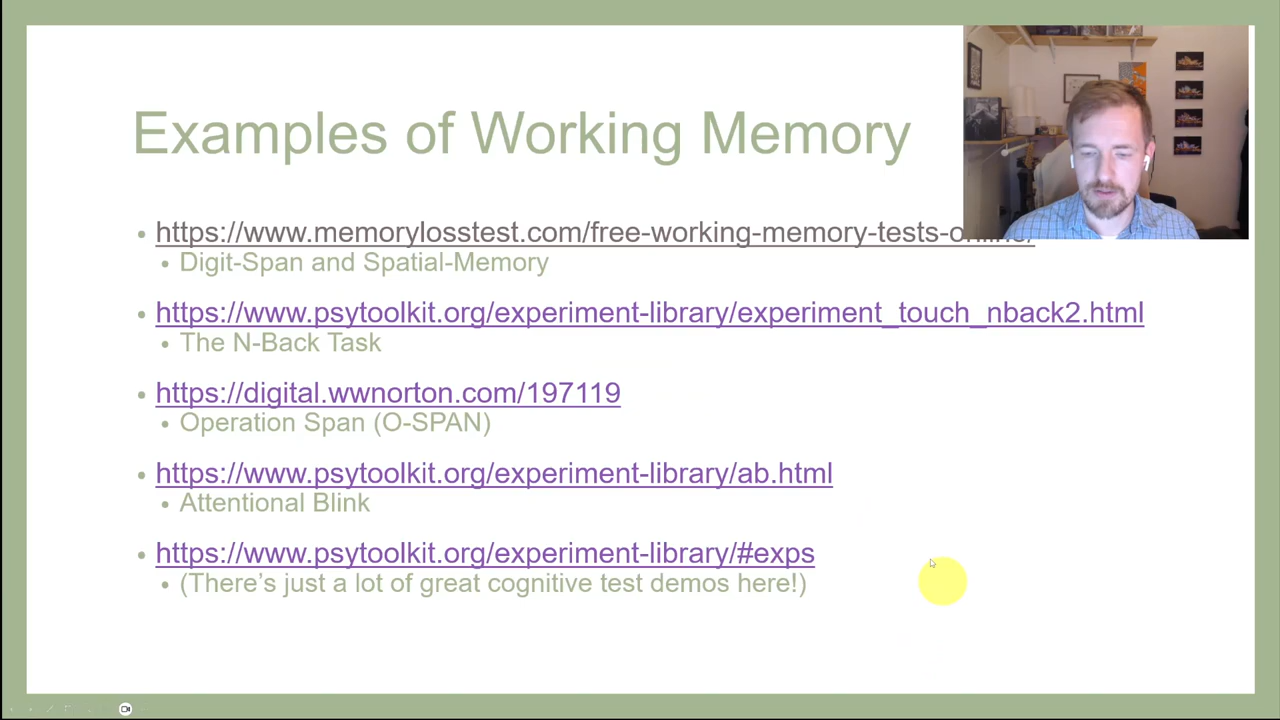 Examples of Working Memory
• https://www.memorylosstest.com/free-working-memory-tests-online/
• Digit-Span and Spatial-Memory
• https://www.psytoolkit.org/experiment-library/experiment_touch_nback2.html
• The N-Back Task
• https://digital.wwnorton.com/197119
• Operation Span (O-SPAN)
• https://www.psytoolkit.org/experiment-library/ab.html
• Attentional Blink
• https://www.psytoolkit.org/experiment-library/#exps
• (There’s just a lot of great cognitive test demos here!)